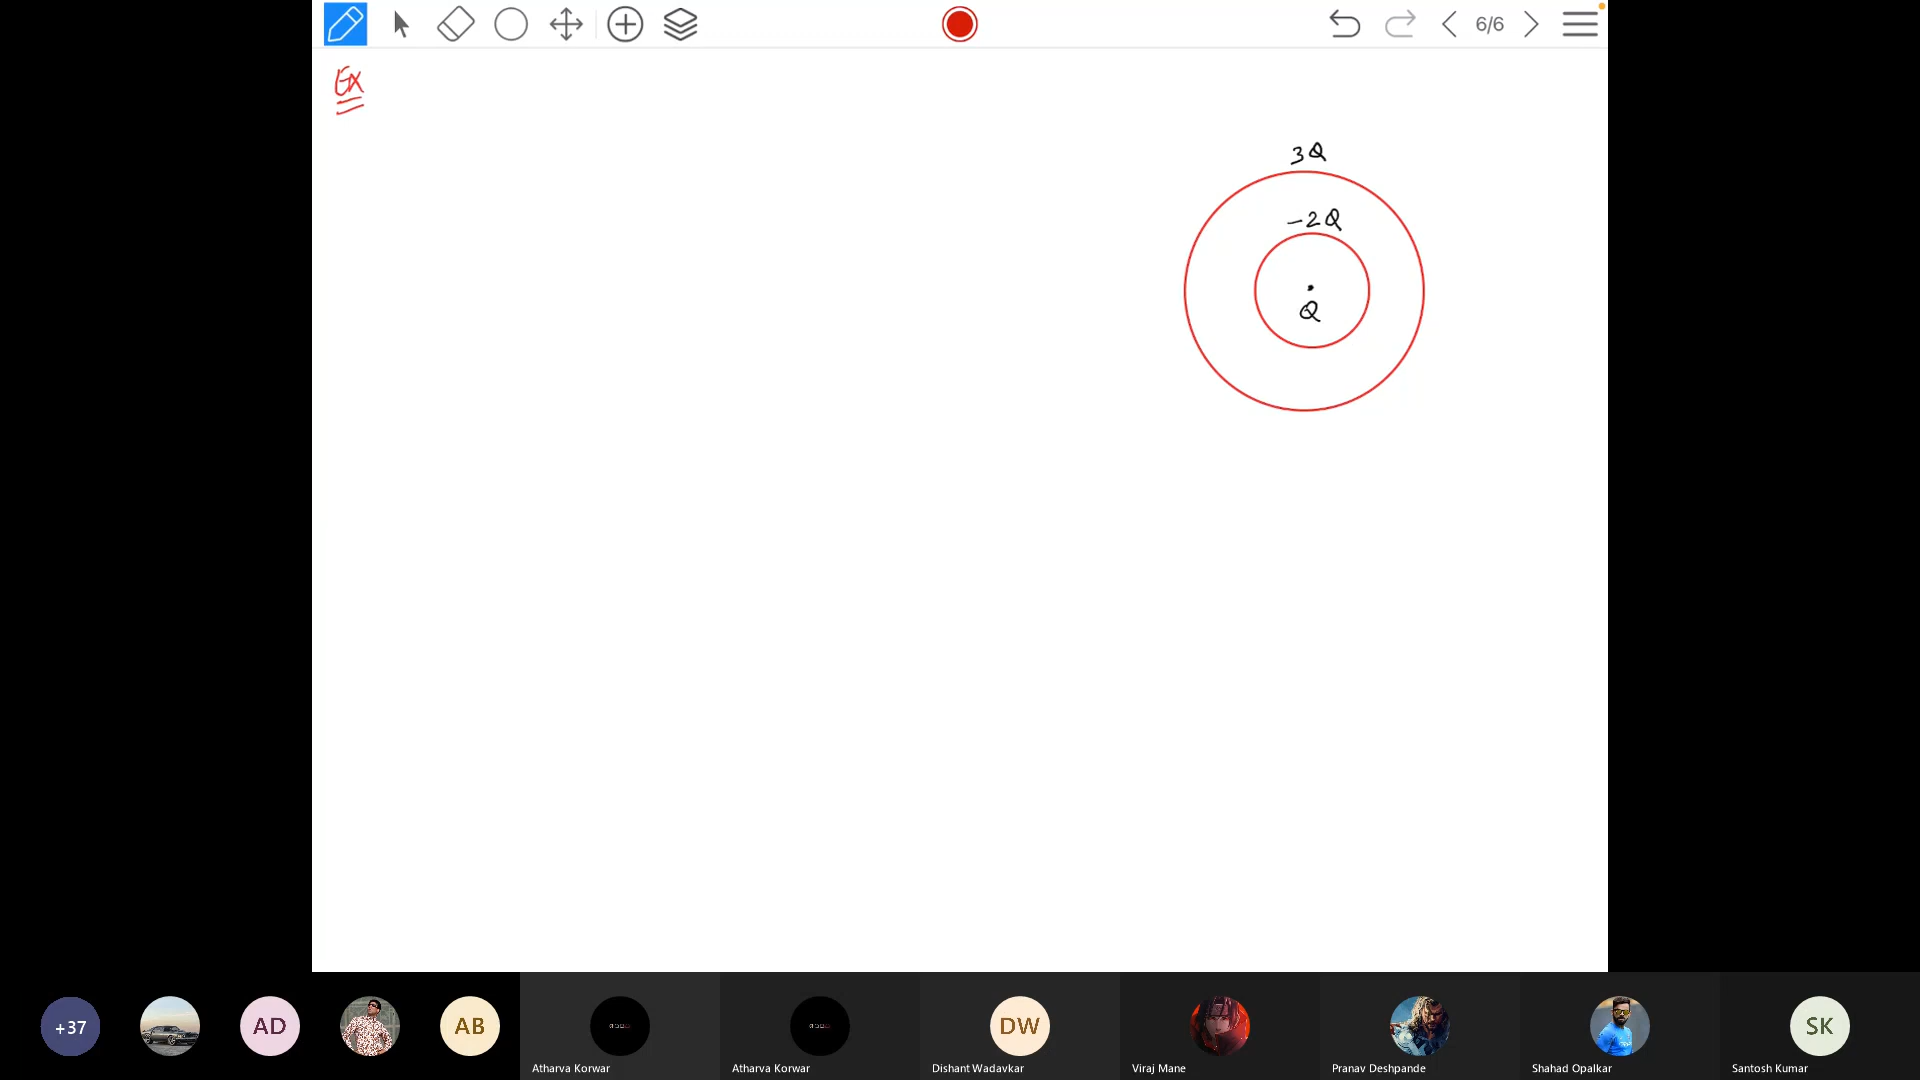 6/6
Ex
3Q
-2Q
Q
+37
AD
AB
DW
SK
Atharva Korwar
Atharva Korwar
Dishant Wadavkar
Viraj Mane
Pranav Deshpande
Shahad Opalkar
Santosh Kumar